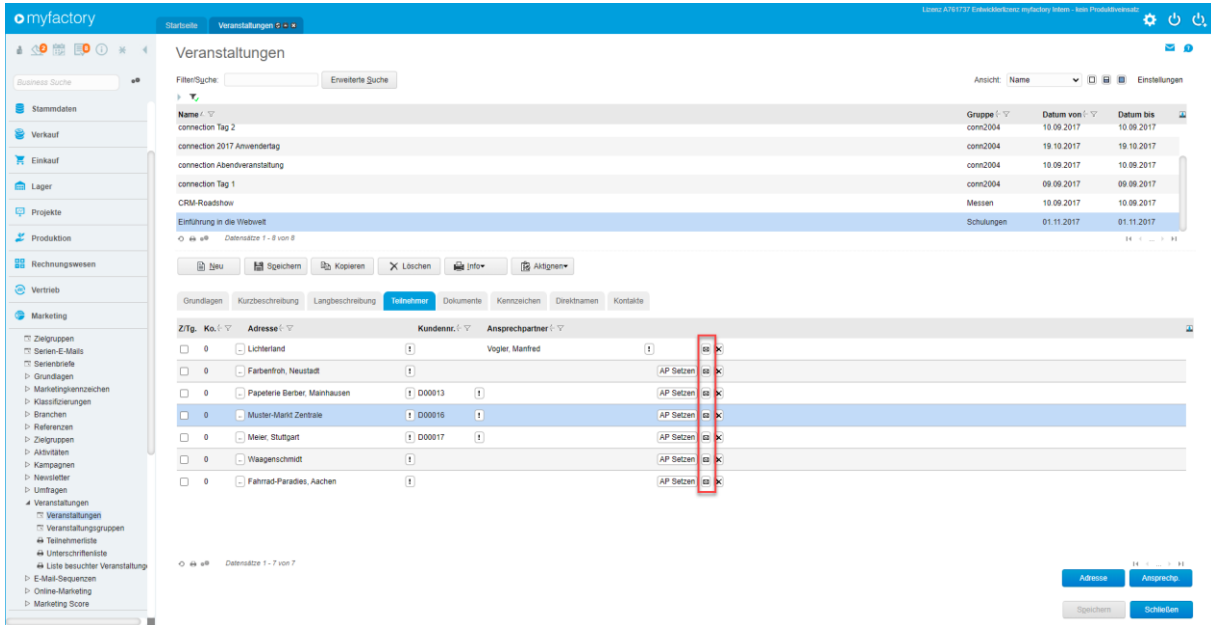 myfactory
Startseite Veranstaltungen
Lizenz A761737 Entwicklerlizenz myfactory Intern - kein Produktiveinsatz
Business Suche
Stammdaten
Verkauf
Einkauf
Lager
Projekte
Produktion
Rechnungswesen
Vertrieb
Marketing
Zielgruppen
Serien-E-Mails
Serienbriefe
Grundlagen
Marketingkennzeichen
Klassifizierungen
Branchen
Referenzen
Zielgruppen
Aktivitäten
Kampagnen
Newsletter
Umfragen
Veranstaltungen
Veranstaltungen
Veranstaltungsgruppen
Teilnehmerliste
Unterschriftenliste
Liste besuchter Veranstaltung
E-Mail-Sequenzen
Online-Marketing
Marketing Score
Veranstaltungen
Filter/Suche: Erweiterte Suche Ansicht: Name Einstellungen
Name Gruppe Datum von Datum bis
connection Tag 2 conn2004 10.09.2017 10.09.2017
connection 2017 Anwendertag conn2004 19.10.2017 19.10.2017
connection Abendveranstaltung conn2004 10.09.2017 10.09.2017
connection Tag 1 conn2004 09.09.2017 09.09.2017
CRM-Roadshow Messen 10.09.2017 10.09.2017
Einführung in die Webwelt Schulungen 01.11.2017 01.11.2017
Datensätze 1 - 8 von 8
Neu Speichern Kopieren Löschen Info Aktionen
Grundlagen Kurzbeschreibung Langbeschreibung Teilnehmer Dokumente Kennzeichen Direktnamen Kontakte
Z/Tg. Ko. Adresse Kundennr. Ansprechpartner
0 .. Lichterland ! Vogler, Manfred !
0 .. Farbenfroh, Neustadt ! AP Setzen
0 .. Papeterie Berber, Mainhausen ! D00013 ! AP Setzen
0 .. Muster-Markt Zentrale ! D00016 ! AP Setzen
0 .. Meier, Stuttgart ! D00017 ! AP Setzen
0 .. Waagenschmidt ! AP Setzen
0 .. Fahrrad-Paradies, Aachen ! AP Setzen
Datensätze 1 - 7 von 7
Adresse Ansprechp.
Speichern Schließen